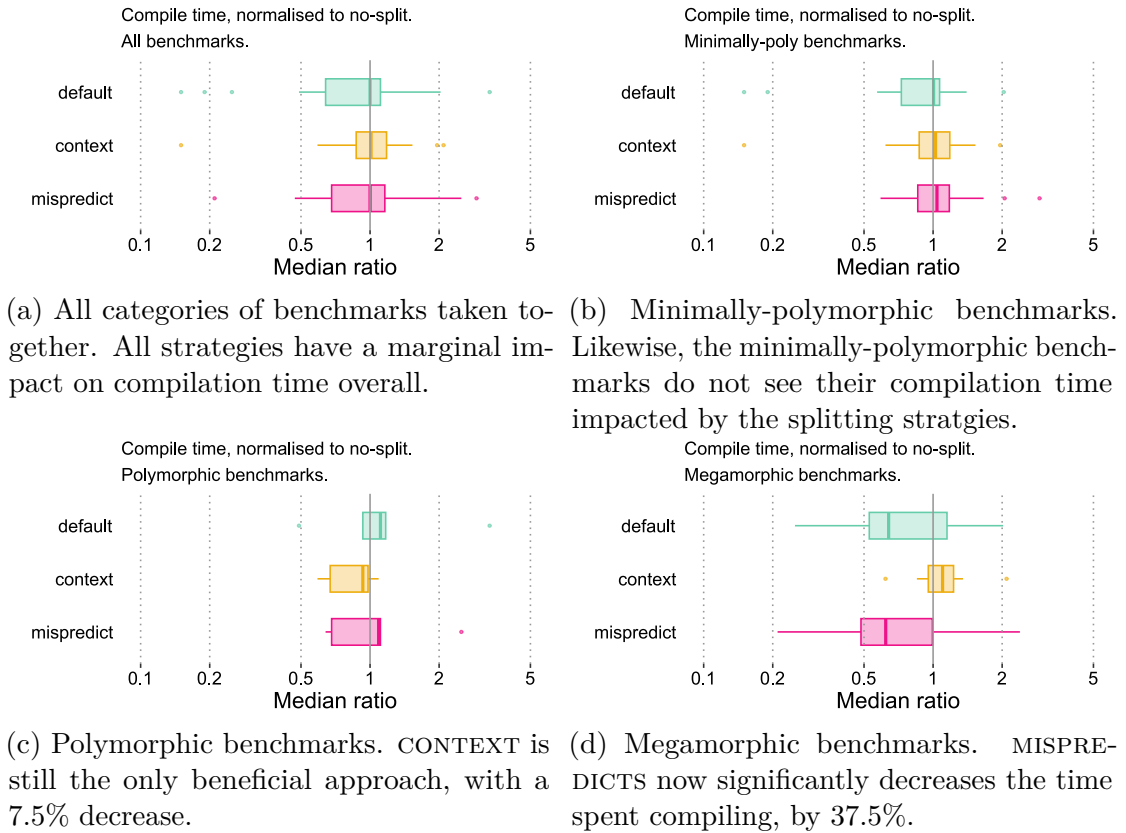 Compile time, normalised to no-split.
All benchmarks.
default
context
mispredict
0.1 0.2 0.5 1 2 5
Median ratio
(a) All categories of benchmarks taken to-
gether. All strategies have a marginal im-
pact on compilation time overall.
Compile time, normalised to no-split.
Minimally-poly benchmarks.
default
context
mispredict
0.1 0.2 0.5 1 2 5
Median ratio
(b) Minimally-polymorphic benchmarks.
Likewise, the minimally-polymorphic bench-
marks do not see their compilation time
impacted by the splitting stratgies.
Compile time, normalised to no-split.
Polymorphic benchmarks.
default
context
mispredict
0.1 0.2 0.5 1 2 5
Median ratio
(c) Polymorphic benchmarks. CONTEXT is
still the only beneficial approach, with a
7.5% decrease.
Compile time, normalised to no-split.
Megamorphic benchmarks.
default
context
mispredict
0.1 0.2 0.5 1 2 5
Median ratio
(d) Megamorphic benchmarks. MISPRE-
DICTS now significantly decreases the time
spent compiling, by 37.5%.